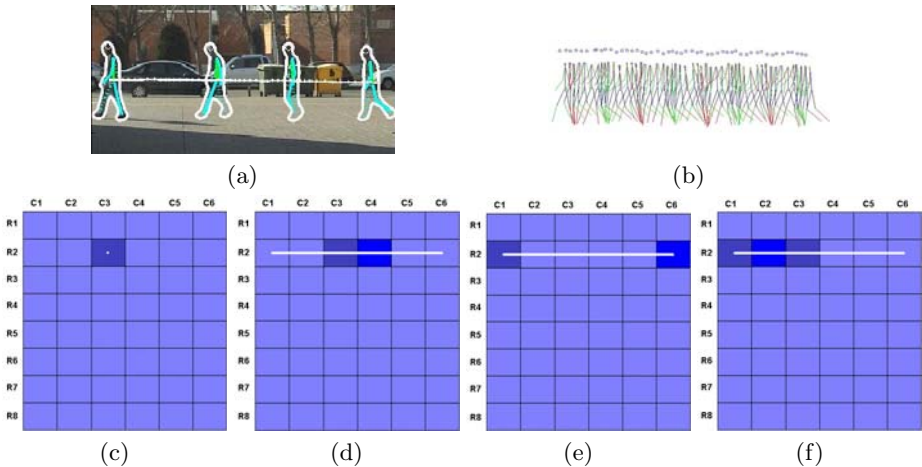 (a) (b)
C1 C2 C3 C4 C5 C6 C1 C2 C3 C4 C5 C6 C1 C2 C3 C4 C5 C6 C1 C2 C3 C4 C5 C6
R1 R1 R1 R1
R2 R2 R2 R2
R3 R3 R3 R3
R4 R4 R4 R4
R5 R5 R5 R5
R6 R6 R6 R6
R7 R7 R7 R7
R8 R8 R8 R8
(c) (d) (e) (f)